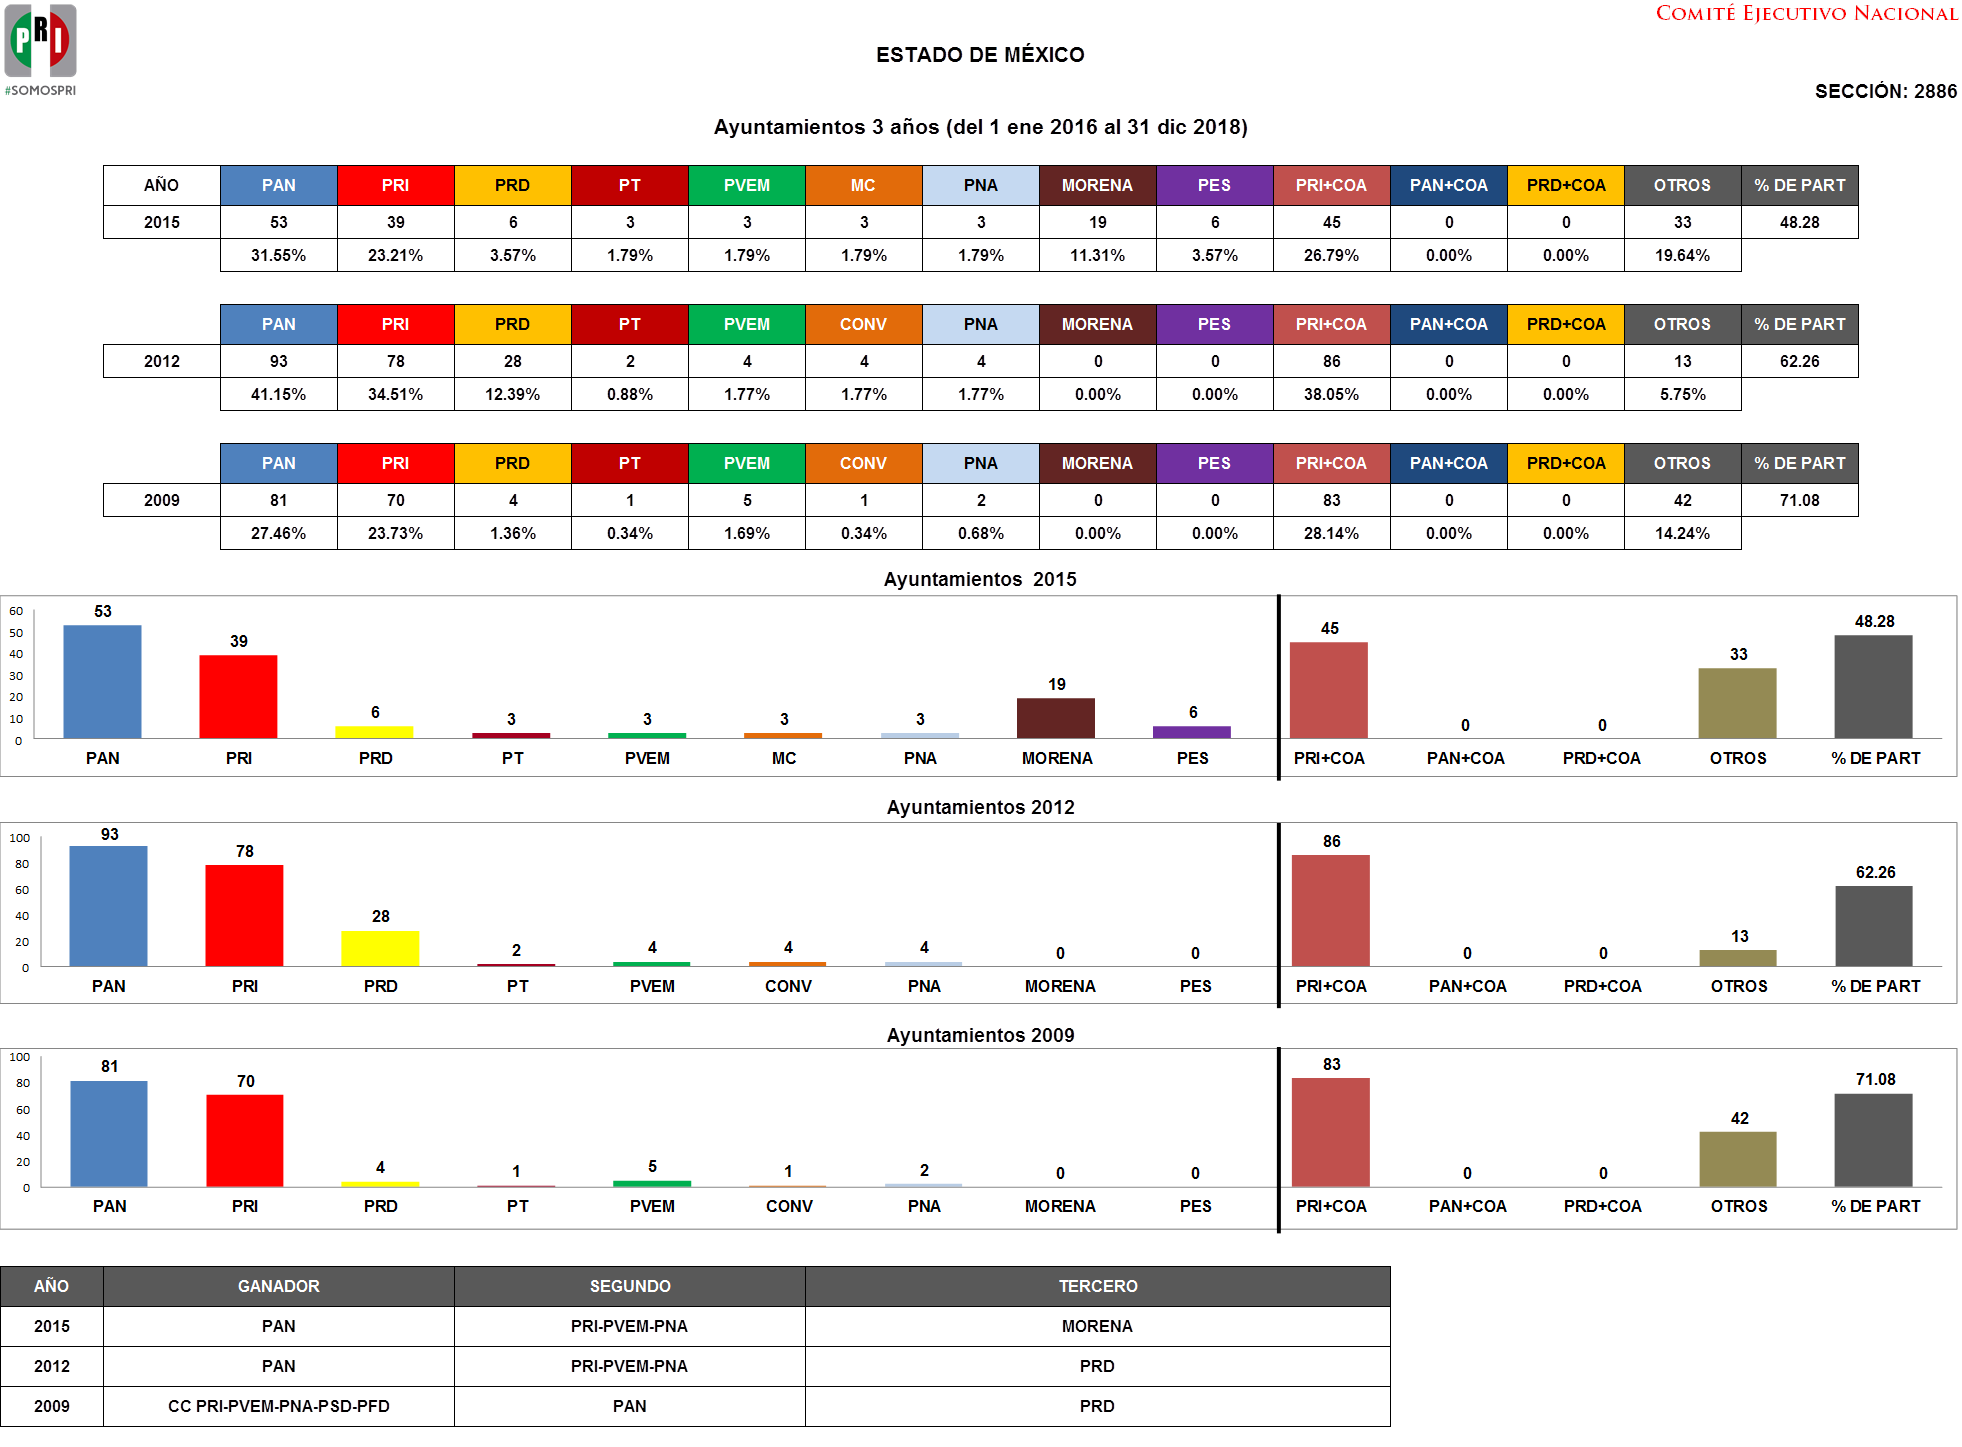 PRI
#SOMOSPRI
COMITÉ EJECUTIVO NACIONAL
ESTADO DE MÉXICO
SECCIÓN: 2886
Ayuntamientos 3 años (del 1 ene 2016 al 31 dic 2018)
AÑO PAN PRI PRD PT PVEM MC PNA MORENA PES PRI+COA PAN+COA PRD+COA OTROS % DE PART
2015 53 39 6 3 3 3 3 19 6 45 0 0 33 48.28
31.55% 23.21% 3.57% 1.79% 1.79% 1.79% 1.79% 11.31% 3.57% 26.79% 0.00% 0.00% 19.64%
PAN PRI PRD PT PVEM CONV PNA MORENA PES PRI+COA PAN+COA PRD+COA OTROS % DE PART
2012 93 78 28 2 4 4 4 0 0 86 0 0 13 62.26
41.15% 34.51% 12.39% 0.88% 1.77% 1.77% 1.77% 0.00% 0.00% 38.05% 0.00% 0.00% 5.75%
PAN PRI PRD PT PVEM CONV PNA MORENA PES PRI+COA PAN+COA PRD+COA OTROS % DE PART
2009 81 70 4 1 5 1 2 0 0 83 0 0 42 71.08
27.46% 23.73% 1.36% 0.34% 1.69% 0.34% 0.68% 0.00% 0.00% 28.14% 0.00% 0.00% 14.24%
Ayuntamientos 2015
60
50
40
30
20
10
0
53 39 6 3 3 3 3 19 6 45 0 0 33 48.28
PAN PRI PRD PT PVEM MC PNA MORENA PES PRI+COA PAN+COA PRD+COA OTROS % DE PART
Ayuntamientos 2012
100
80
60
40
20
0
93 78 28 2 4 4 4 0 0 86 0 0 13 62.26
PAN PRI PRD PT PVEM CONV PNA MORENA PES PRI+COA PAN+COA PRD+COA OTROS % DE PART
Ayuntamientos 2009
100
80
60
40
20
0
81 70 4 1 5 1 2 0 0 83 0 0 42 71.08
PAN PRI PRD PT PVEM CONV PNA MORENA PES PRI+COA PAN+COA PRD+COA OTROS % DE PART
AÑO GANADOR SEGUNDO TERCERO
2015 PAN PRI-PVEM-PNA MORENA
2012 PAN PRI-PVEM-PNA PRD
2009 CC PRI-PVEM-PNA-PSD-PFD PAN PRD